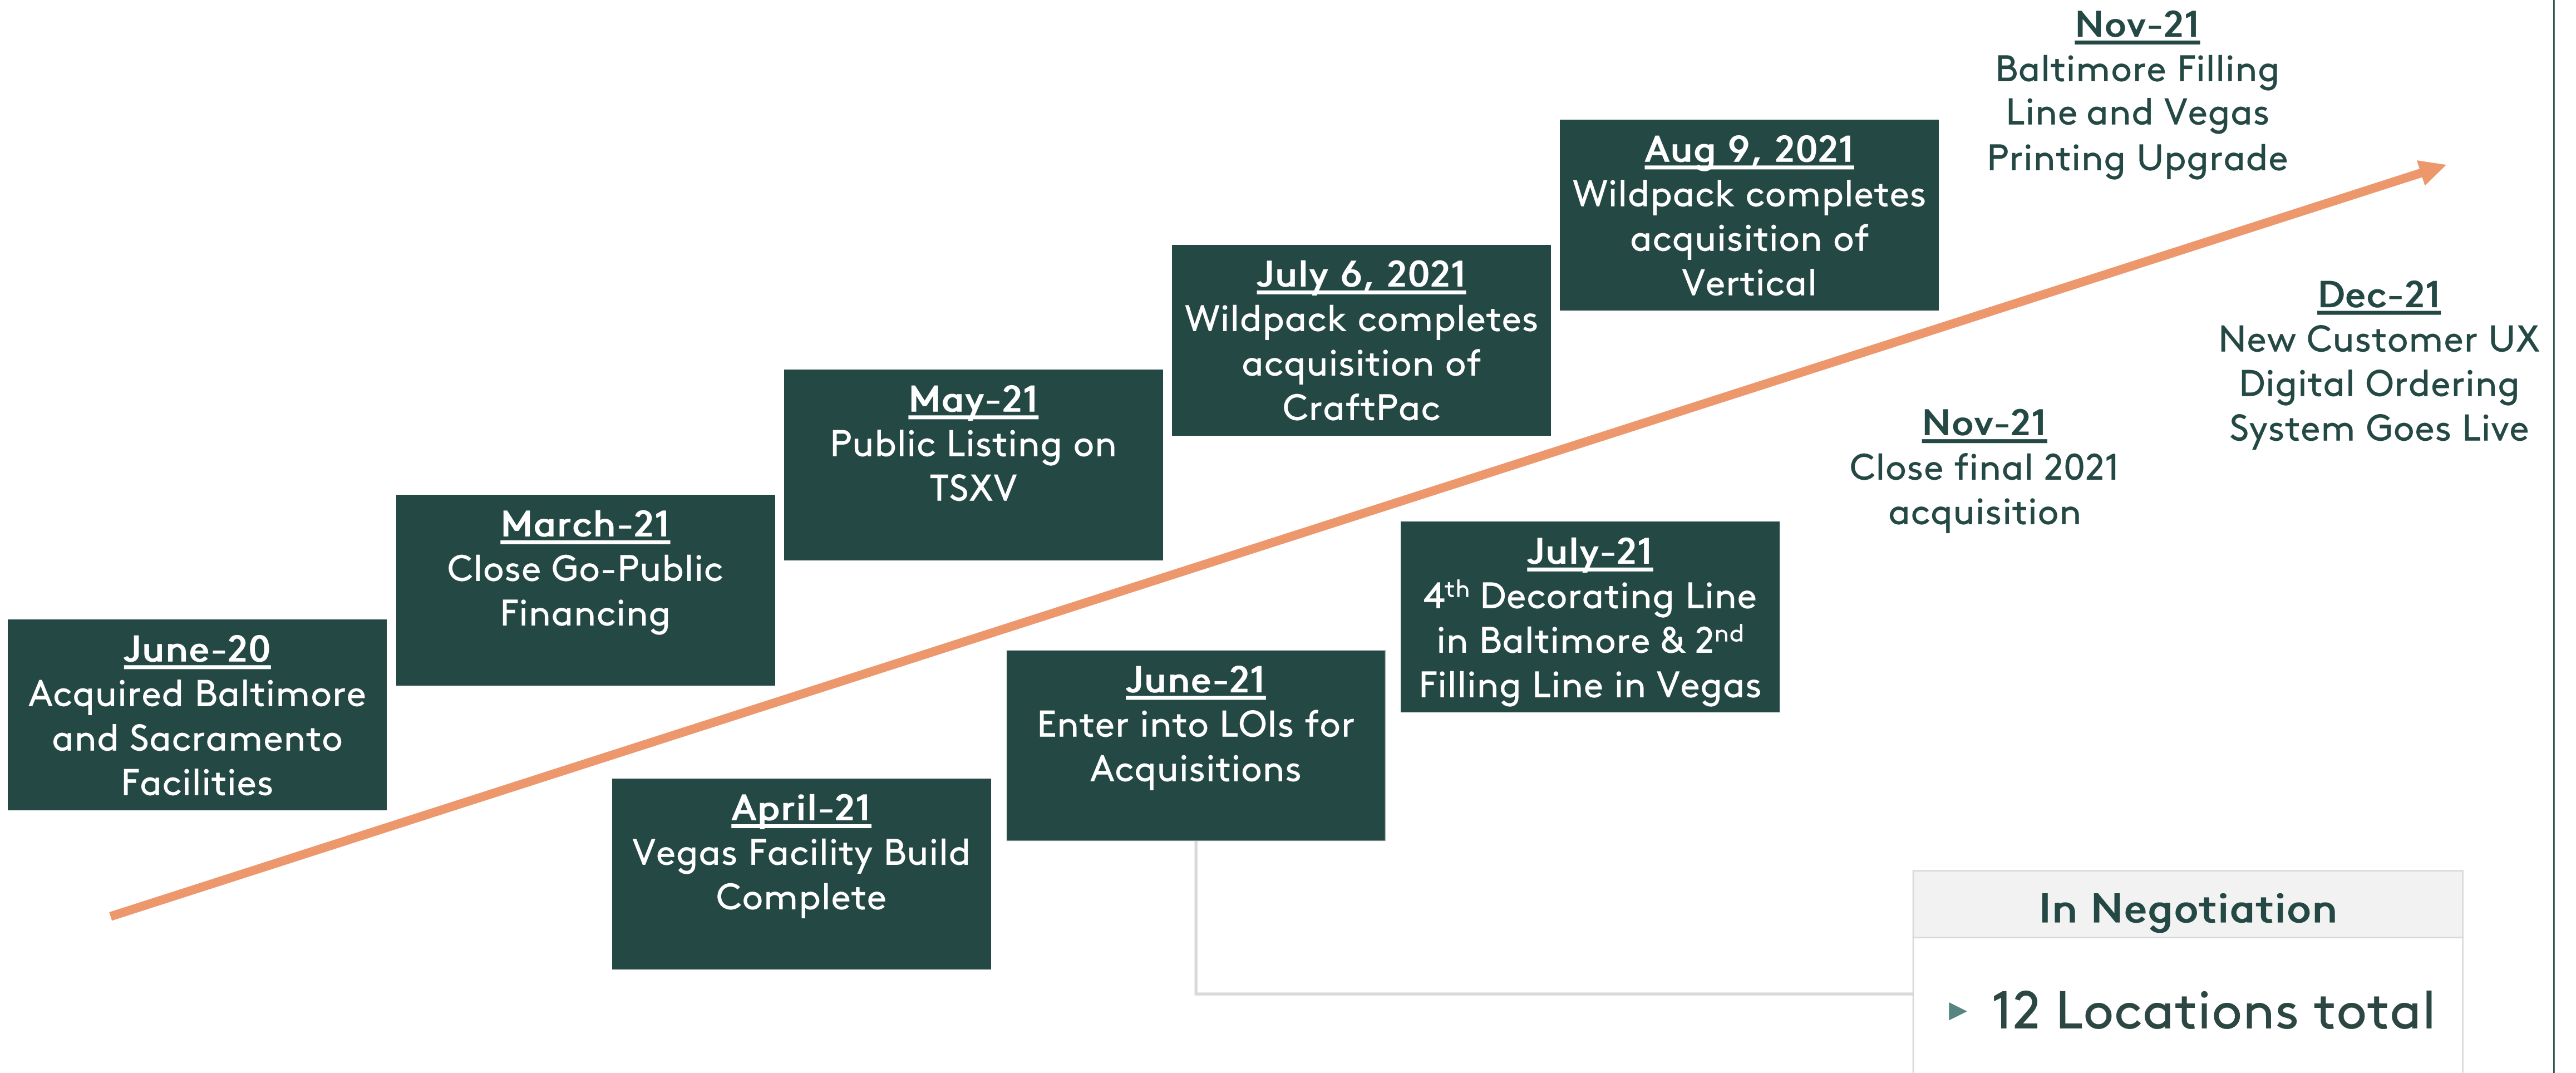 June-20
Acquired Baltimore
and Sacramento
Facilities
March-21
Close Go-Public
Financing
April-21
Vegas Facility Build
Complete
May-21
Public Listing on
TSXV
June-21
Enter into LOIs for
Acquisitions
July 6, 2021
Wildpack completes
acquisition of
CraftPac
July-21
4th Decorating Line
in Baltimore & 2nd
Filling Line in Vegas
Aug 9, 2021
Wildpack completes
acquisition of
Vertical
Nov-21
Baltimore Filling
Line and Vegas
Printing Upgrade
Nov-21
Close final 2021
acquisition
Dec-21
New Customer UX
Digital Ordering
System Goes Live
In Negotiation
▸ 12 Locations total